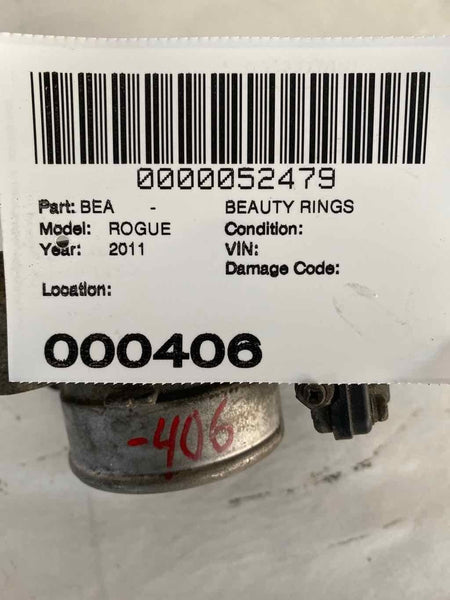 0000052479
Part: BEA - BEAUTY RINGS
Model: ROGUE Condition:
Year: 2011 VIN:
Damage Code:
Location:
000406
-406